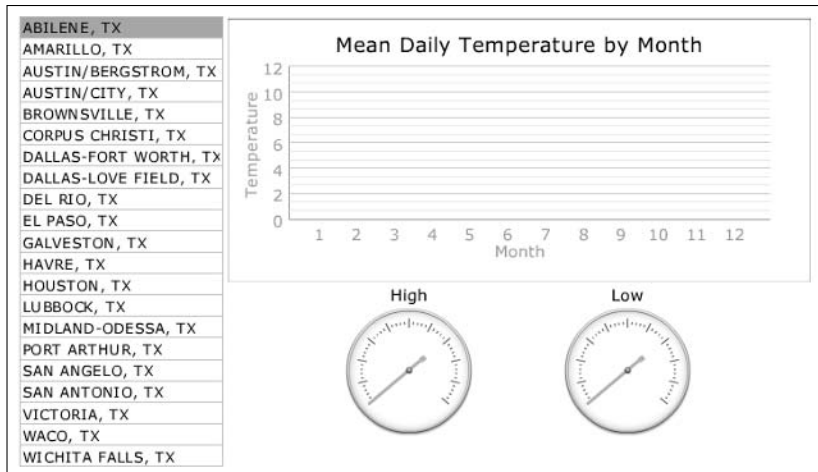 ABILENE, TX
AMARILLO, TX
AUSTIN/BERGSTROM, TX
AUSTIN/CITY, TX
BROWNSVILLE, TX
CORPUS CHRISTI, TX
DALLAS-FORT WORTH, TX
DALLAS-LOVE FIELD, TX
DEL RIO, TX
EL PASO, TX
GALVESTON, TX
HAVRE, TX
HOUSTON, TX
LUBBOCK, TX
MIDLAND-ODESSA, TX
PORT ARTHUR, TX
SAN ANGELO, TX
SAN ANTONIO, TX
VICTORIA, TX
WACO, TX
WICHITA FALLS, TX
Mean Daily Temperature by Month
Temperature
12
10
8
6
4
2
0
1 2 3 4 5 6 7 8 9 10 11 12
Month
High
Low